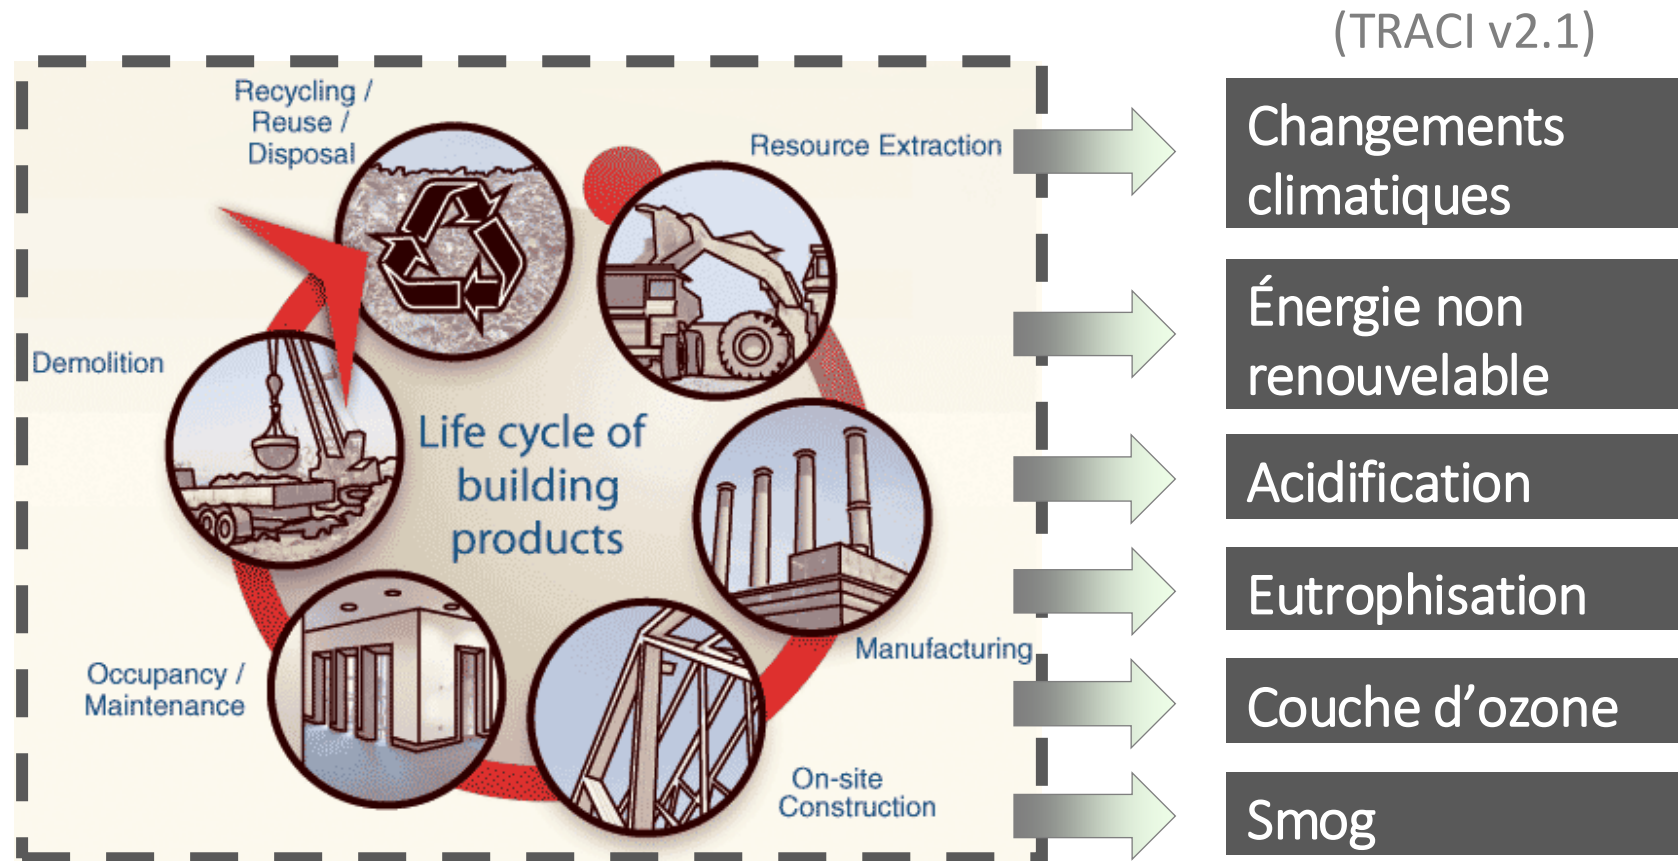 (TRACI v2.1)
Recycling /
Reuse /
Disposal
Resource Extraction
Demolition
Life cycle of
building
products
Manufacturing
Occupancy /
Maintenance
On-site
Construction
Changements
climatiques
Énergie non
renouvelable
Acidification
Eutrophisation
Couche d’ozone
Smog